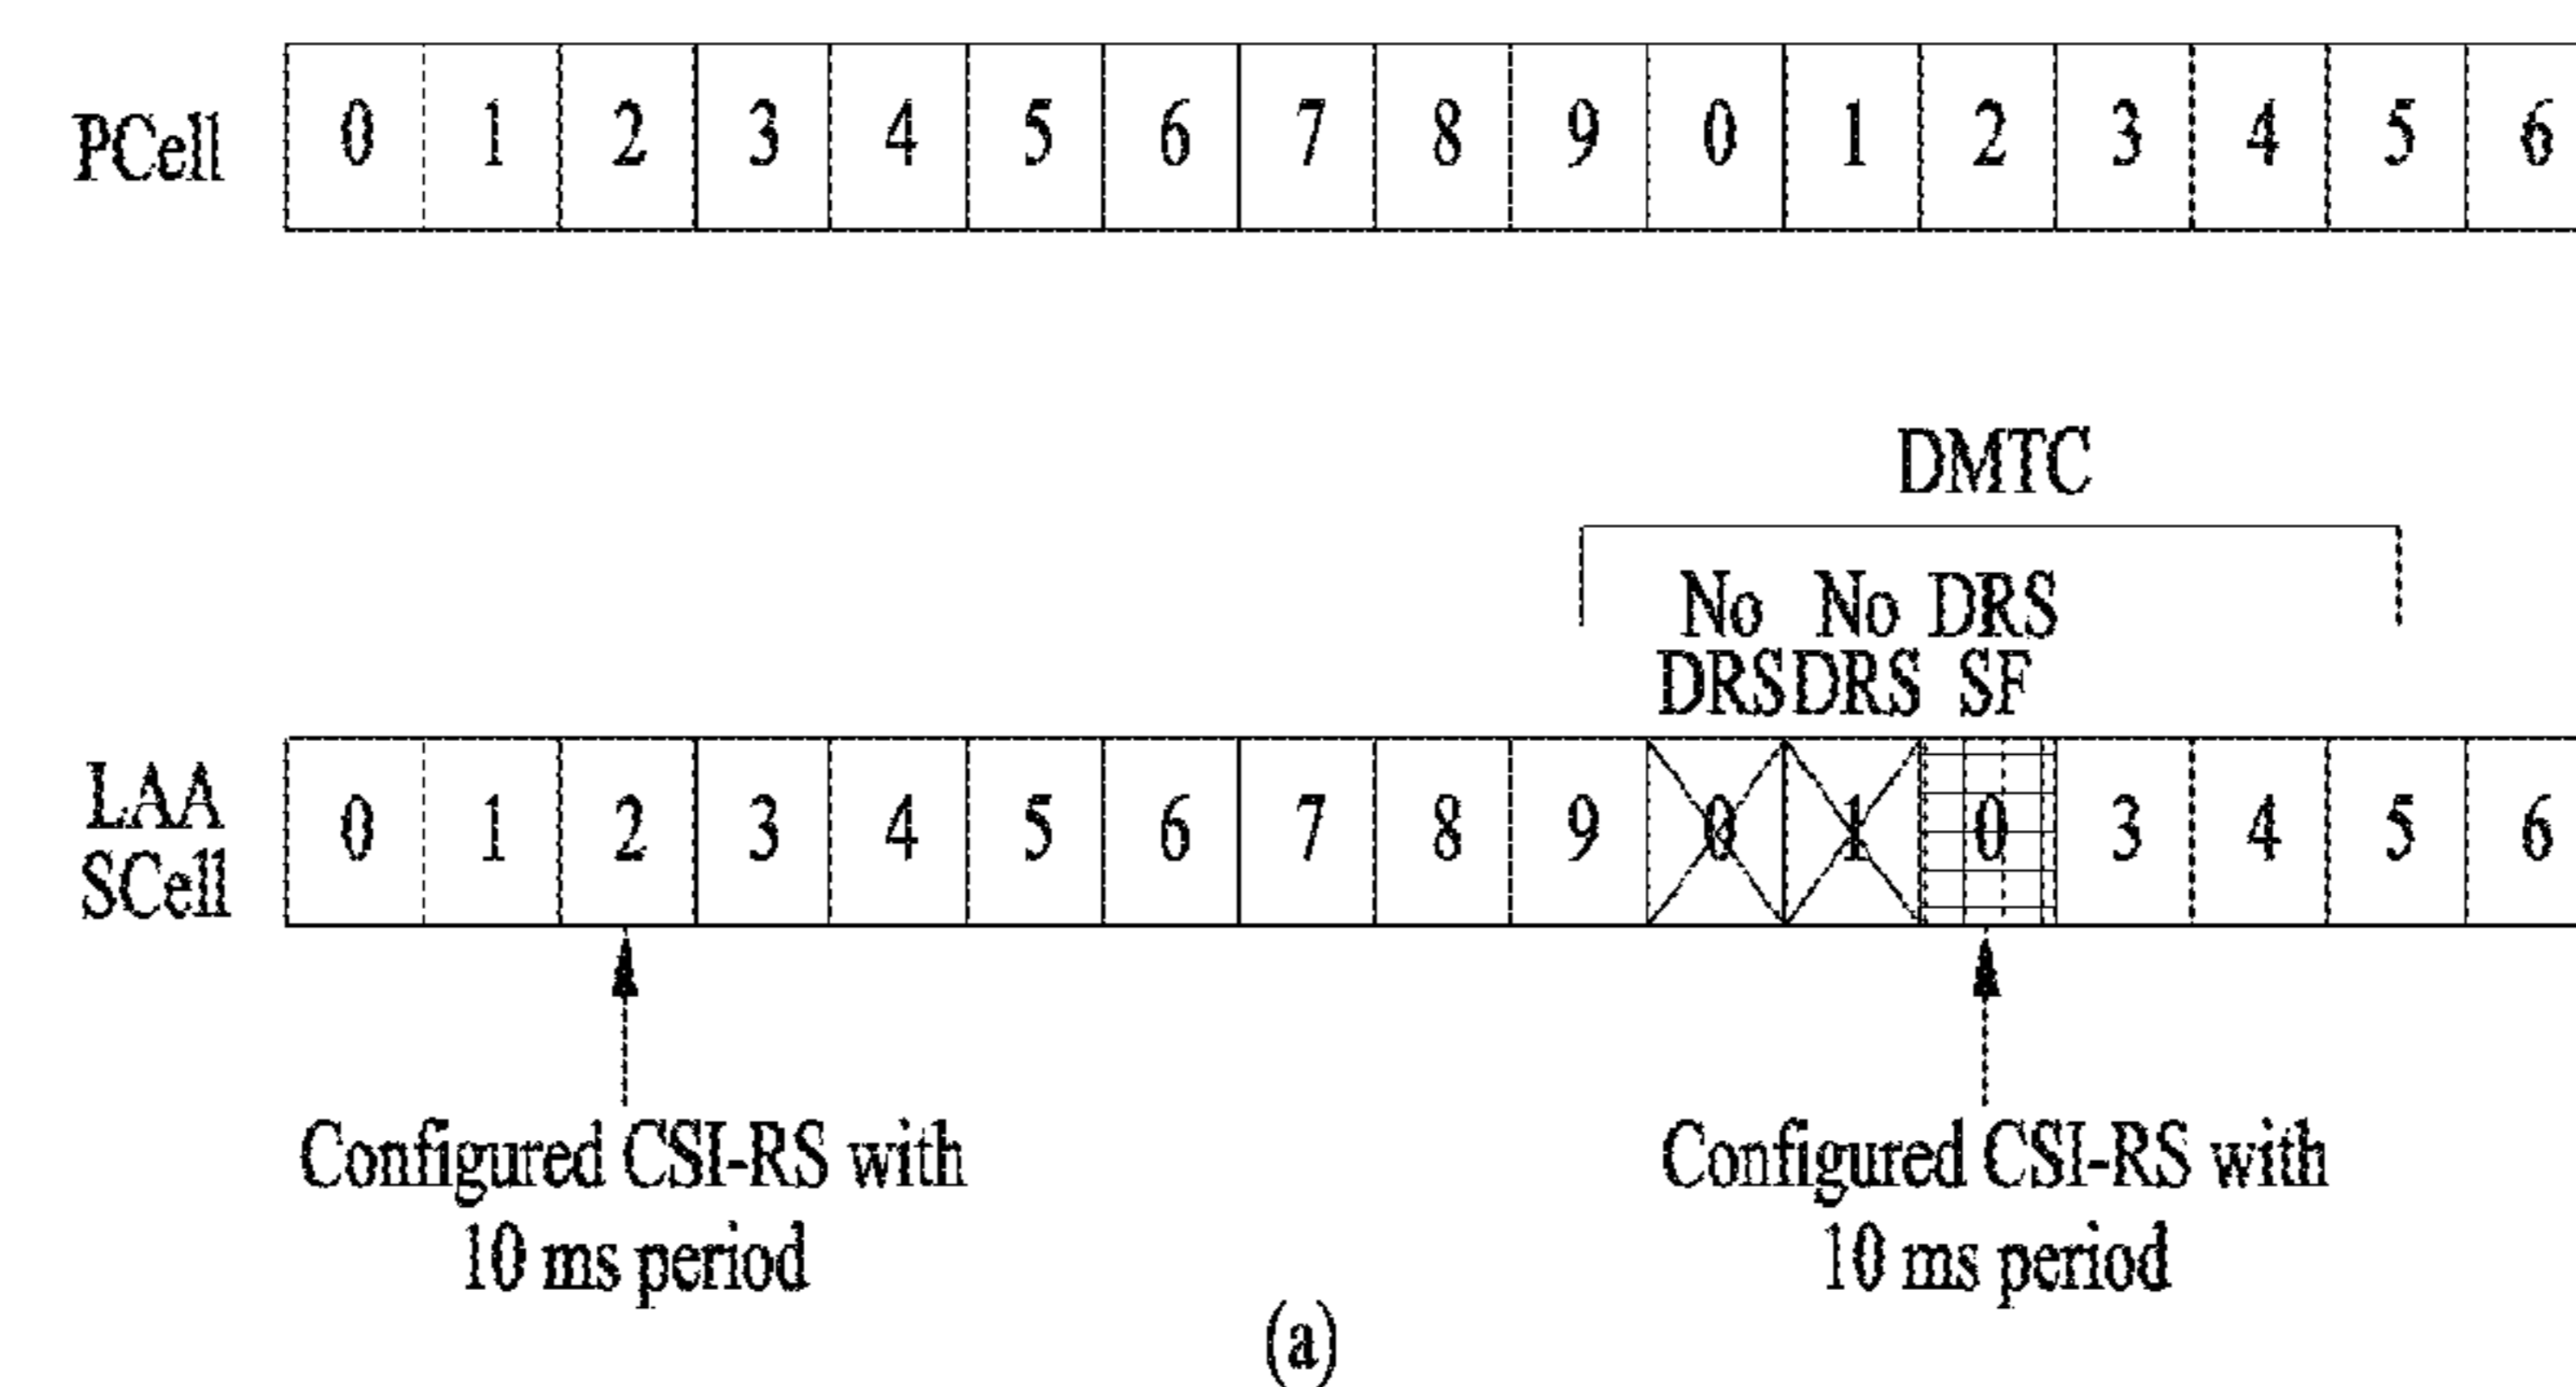 PCell 0 1 2 3 4 5 6 7 8 9 0 1 2 3 4 5 6
DMTC
No No DRS
DRS DRS SF
LAA
SCell
0 1 2 3 4 5 6 7 8 9 0 1 0 3 4 5 6
Configured CSI-RS with
10 ms period
Configured CSI-RS with
10 ms period
(a)